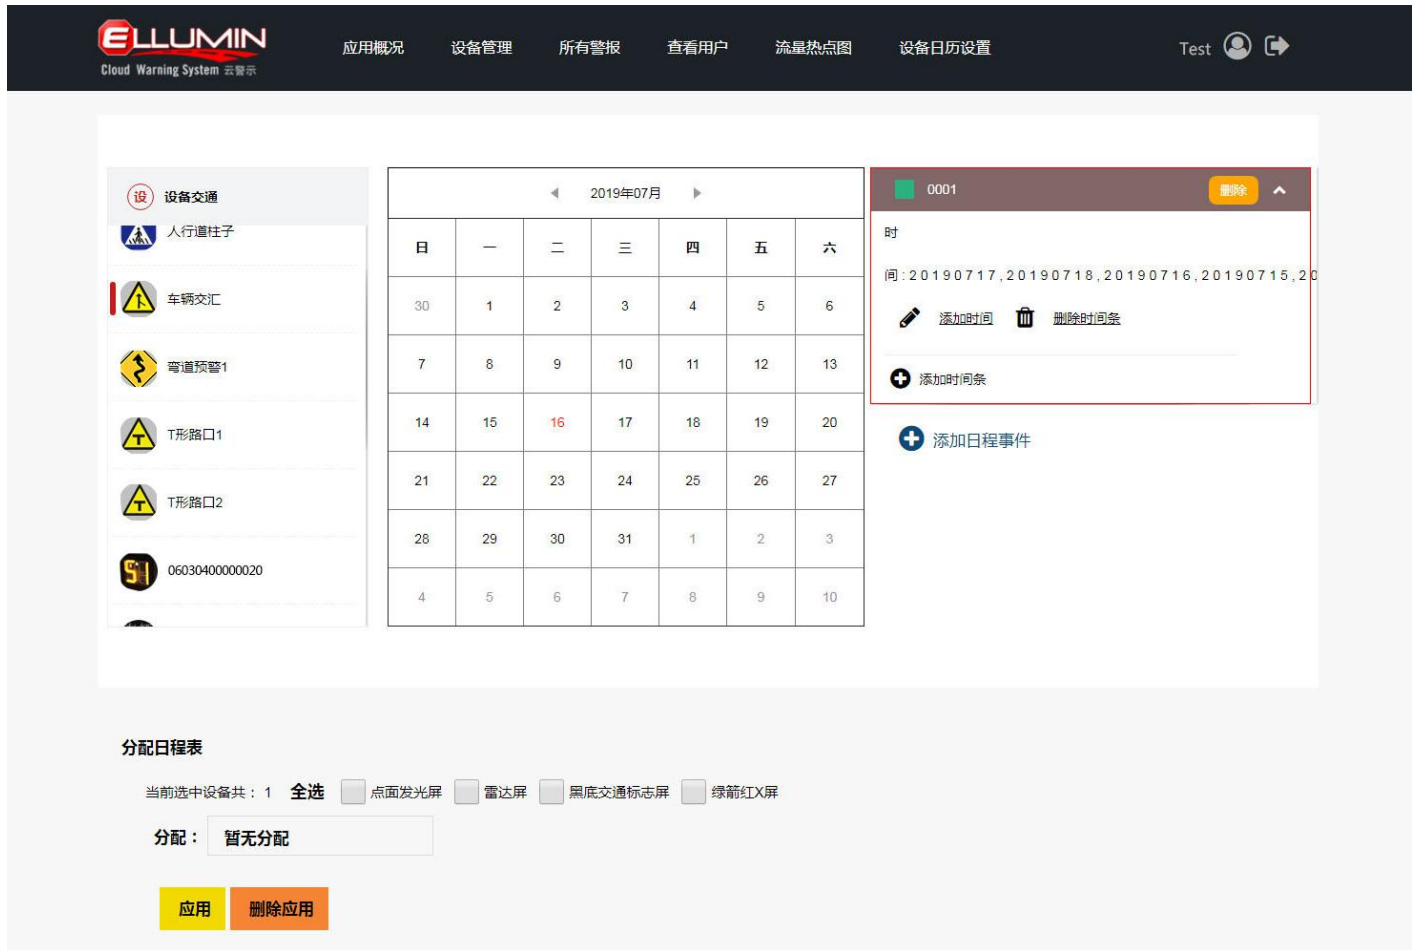 ELLUMIN
Cloud Warning System 云警示
应用概况 设备管理 所有警报 查看用户 流量热点图 设备日历设置 Test
设 设备交通
人行道柱子
车辆交汇
弯道预警1
T形路口1
T形路口2
06030400000020
2019年07月
日 一 二 三 四 五 六
30 1 2 3 4 5 6
7 8 9 10 11 12 13
14 15 16 17 18 19 20
21 22 23 24 25 26 27
28 29 30 31 1 2 3
4 5 6 7 8 9 10
0001 删除
时
间:20190717,20190718,20190716,20190715,20
添加时间 删除时间条
添加时间条
添加日程事件
分配日程表
当前选中设备共：1 全选 点面发光屏 雷达屏 黑底交通标志屏 绿箭红X屏
分配： 暂无分配
应用 删除应用